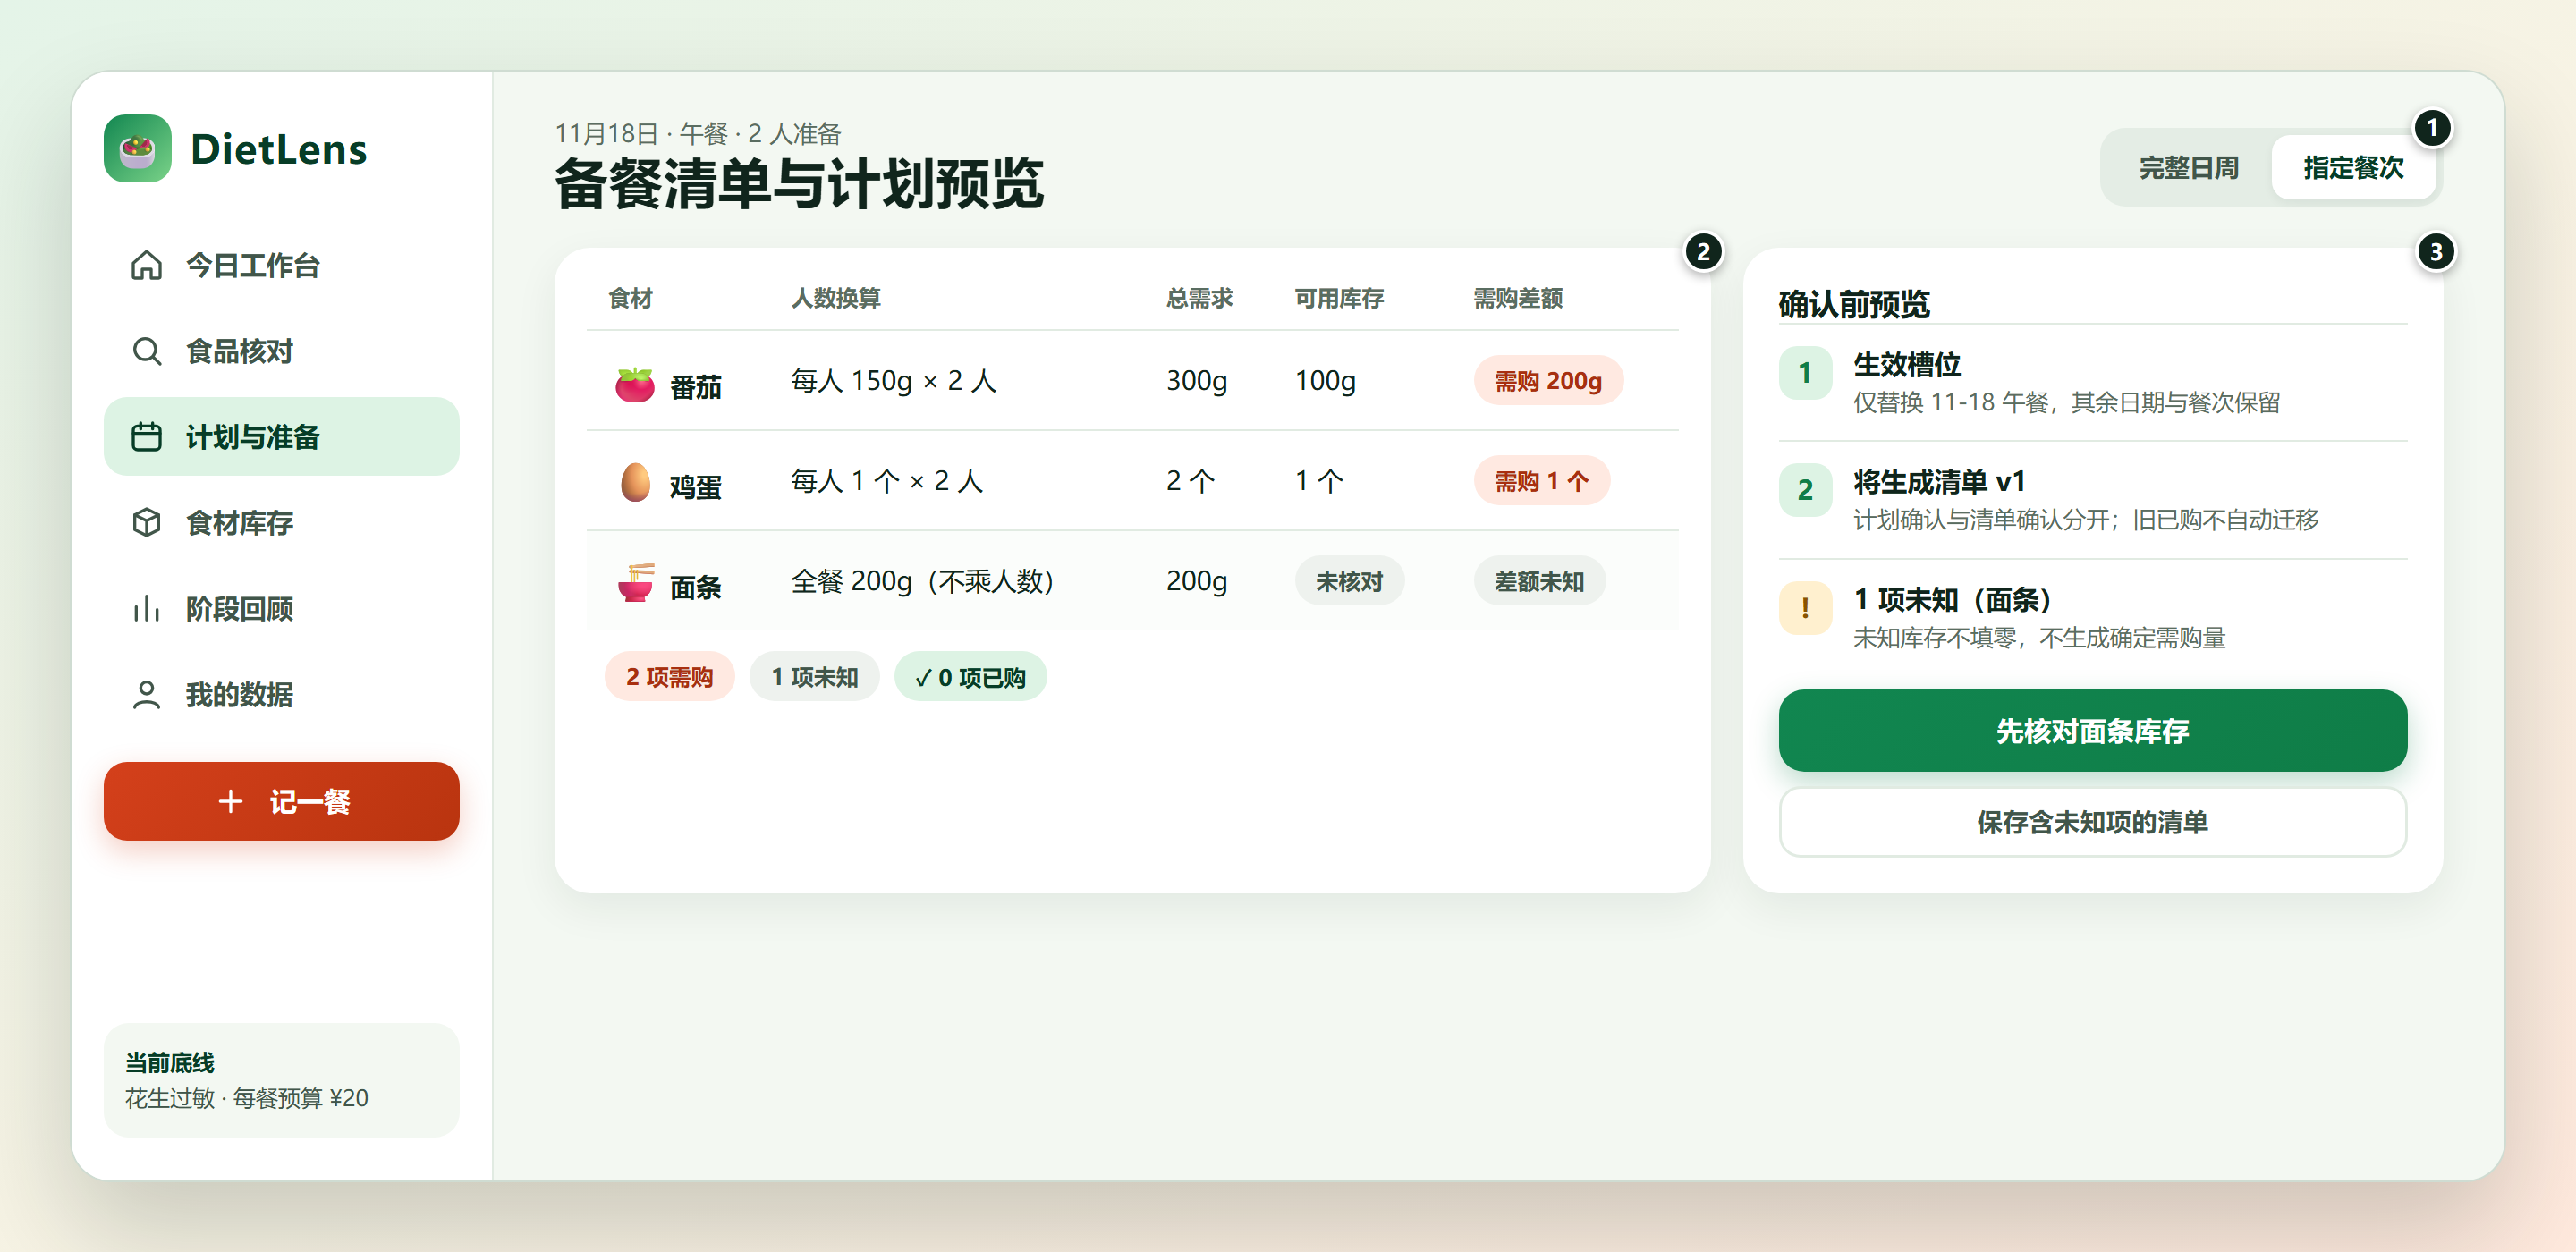 DietLens
今日工作台
食品核对
计划与准备
食材库存
阶段回顾
我的数据
+ 记一餐
当前底线
花生过敏 · 每餐预算 ¥20
11月18日 · 午餐 · 2 人准备
备餐清单与计划预览
完整日周
指定餐次
1
2
食材 人数换算 总需求 可用库存 需购差额
番茄 每人 150g × 2 人 300g 100g 需购 200g
鸡蛋 每人 1 个 × 2 人 2 个 1 个 需购 1 个
面条 全餐 200g（不乘人数） 200g 未核对 差额未知
2 项需购 1 项未知 ✓ 0 项已购
3
确认前预览
1 生效槽位
仅替换 11-18 午餐，其余日期与餐次保留
2 将生成清单 v1
计划确认与清单确认分开；旧已购不自动迁移
! 1 项未知（面条）
未知库存不填零，不生成确定需购量
先核对面条库存
保存含未知项的清单